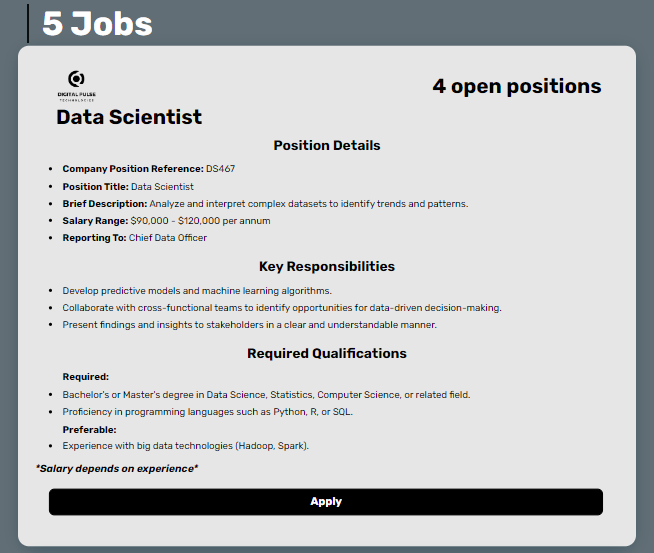 5 Jobs
DIGITAL PULSE
TECHNOLOGIES
4 open positions
Data Scientist
Position Details
• Company Position Reference: DS467
• Position Title: Data Scientist
• Brief Description: Analyze and interpret complex datasets to identify trends and patterns.
• Salary Range: $90,000 - $120,000 per annum
• Reporting To: Chief Data Officer
Key Responsibilities
• Develop predictive models and machine learning algorithms.
• Collaborate with cross-functional teams to identify opportunities for data-driven decision-making.
• Present findings and insights to stakeholders in a clear and understandable manner.
Required Qualifications
Required:
• Bachelor's or Master's degree in Data Science, Statistics, Computer Science, or related field.
• Proficiency in programming languages such as Python, R, or SQL.
Preferable:
• Experience with big data technologies (Hadoop, Spark).
*Salary depends on experience*
Apply